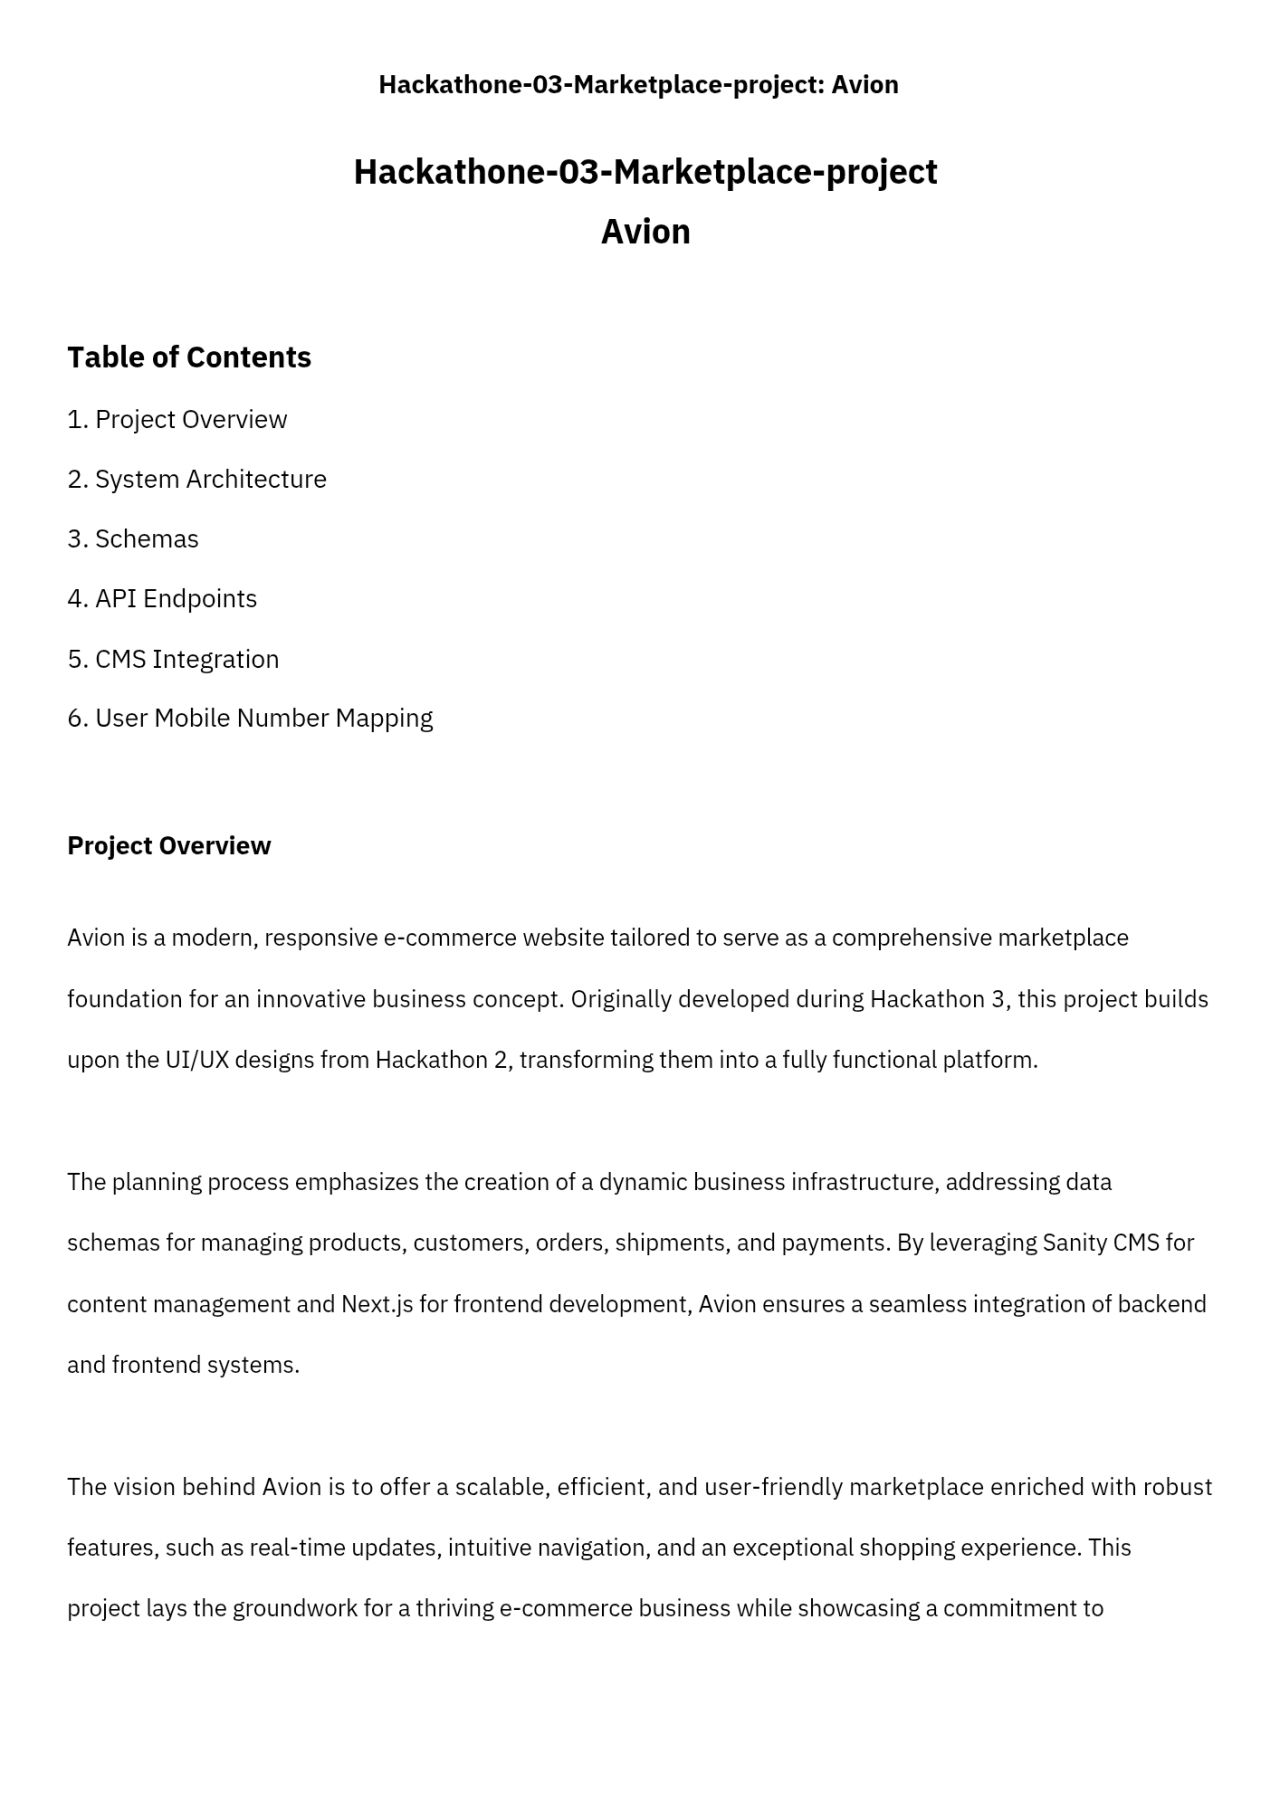 Hackathone-03-Marketplace-project: Avion
Hackathone-03-Marketplace-project
Avion
Table of Contents
1. Project Overview
2. System Architecture
3. Schemas
4. API Endpoints
5. CMS Integration
6. User Mobile Number Mapping
Project Overview
Avion is a modern, responsive e-commerce website tailored to serve as a comprehensive marketplace
foundation for an innovative business concept. Originally developed during Hackathon 3, this project builds
upon the UI/UX designs from Hackathon 2, transforming them into a fully functional platform.
The planning process emphasizes the creation of a dynamic business infrastructure, addressing data
schemas for managing products, customers, orders, shipments, and payments. By leveraging Sanity CMS for
content management and Next.js for frontend development, Avion ensures a seamless integration of backend
and frontend systems.
The vision behind Avion is to offer a scalable, efficient, and user-friendly marketplace enriched with robust
features, such as real-time updates, intuitive navigation, and an exceptional shopping experience. This
project lays the groundwork for a thriving e-commerce business while showcasing a commitment to